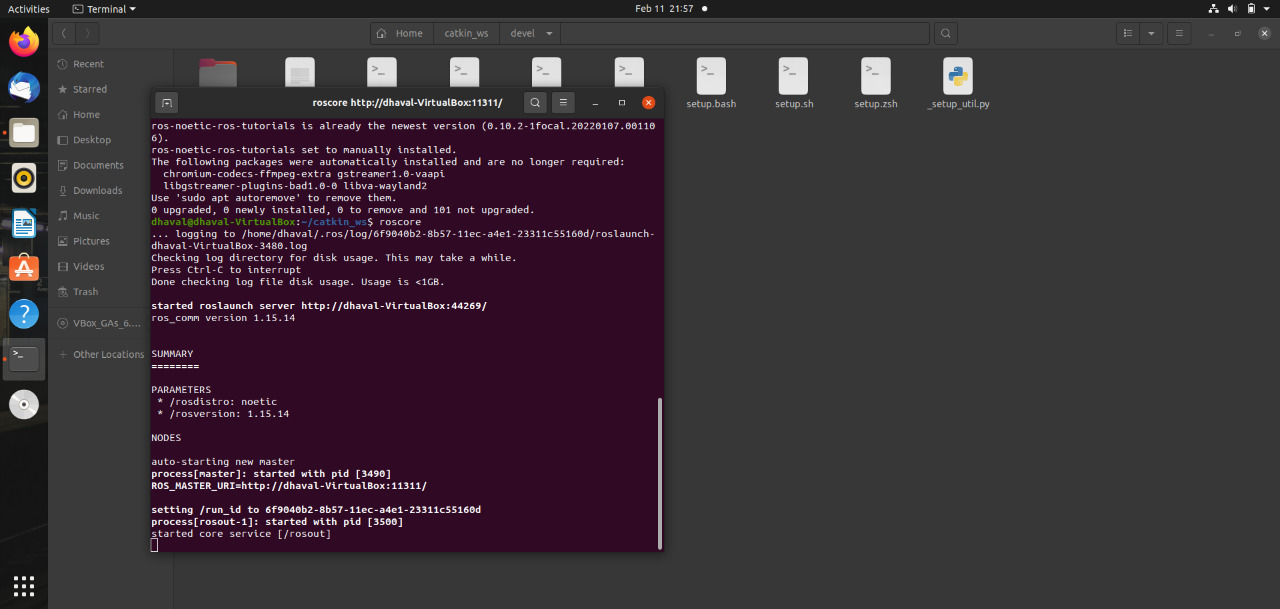 Activities
Terminal
Feb 11 21:57
Home
catkin_ws
devel
Recent
Starred
Home
Desktop
Documents
Downloads
Music
Pictures
Videos
Trash
VBox_GAs_6....
Other Locations
setup.bash
setup.sh
setup.zsh
_setup_util.py
roscore http://dhaval-VirtualBox:11311/
ros-noetic-ros-tutorials is already the newest version (0.10.2-1focal.20220107.00110
6).
ros-noetic-ros-tutorials set to manually installed.
The following packages were automatically installed and are no longer required:
chromium-codecs-ffmpeg-extra gstreamer1.0-vaapi
libgstreamer-plugins-bad1.0-0 libva-wayland2
Use 'sudo apt autoremove' to remove them.
0 upgraded, 0 newly installed, 0 to remove and 101 not upgraded.
dhaval@dhaval-VirtualBox:~/catkin_ws$ roscore
... logging to /home/dhaval/.ros/log/6f9040b2-8b57-11ec-a4e1-23311c55160d/roslaunch-
dhaval-VirtualBox-3480.log
Checking log directory for disk usage. This may take a while.
Press Ctrl-C to interrupt
Done checking log file disk usage. Usage is <1GB.
started roslaunch server http://dhaval-VirtualBox:44269/
ros_comm version 1.15.14
SUMMARY
========
PARAMETERS
* /rosdistro: noetic
* /rosversion: 1.15.14
NODES
auto-starting new master
process[master]: started with pid [3490]
ROS_MASTER_URI=http://dhaval-VirtualBox:11311/
setting /run_id to 6f9040b2-8b57-11ec-a4e1-23311c55160d
process[rosout-1]: started with pid [3500]
started core service [/rosout]